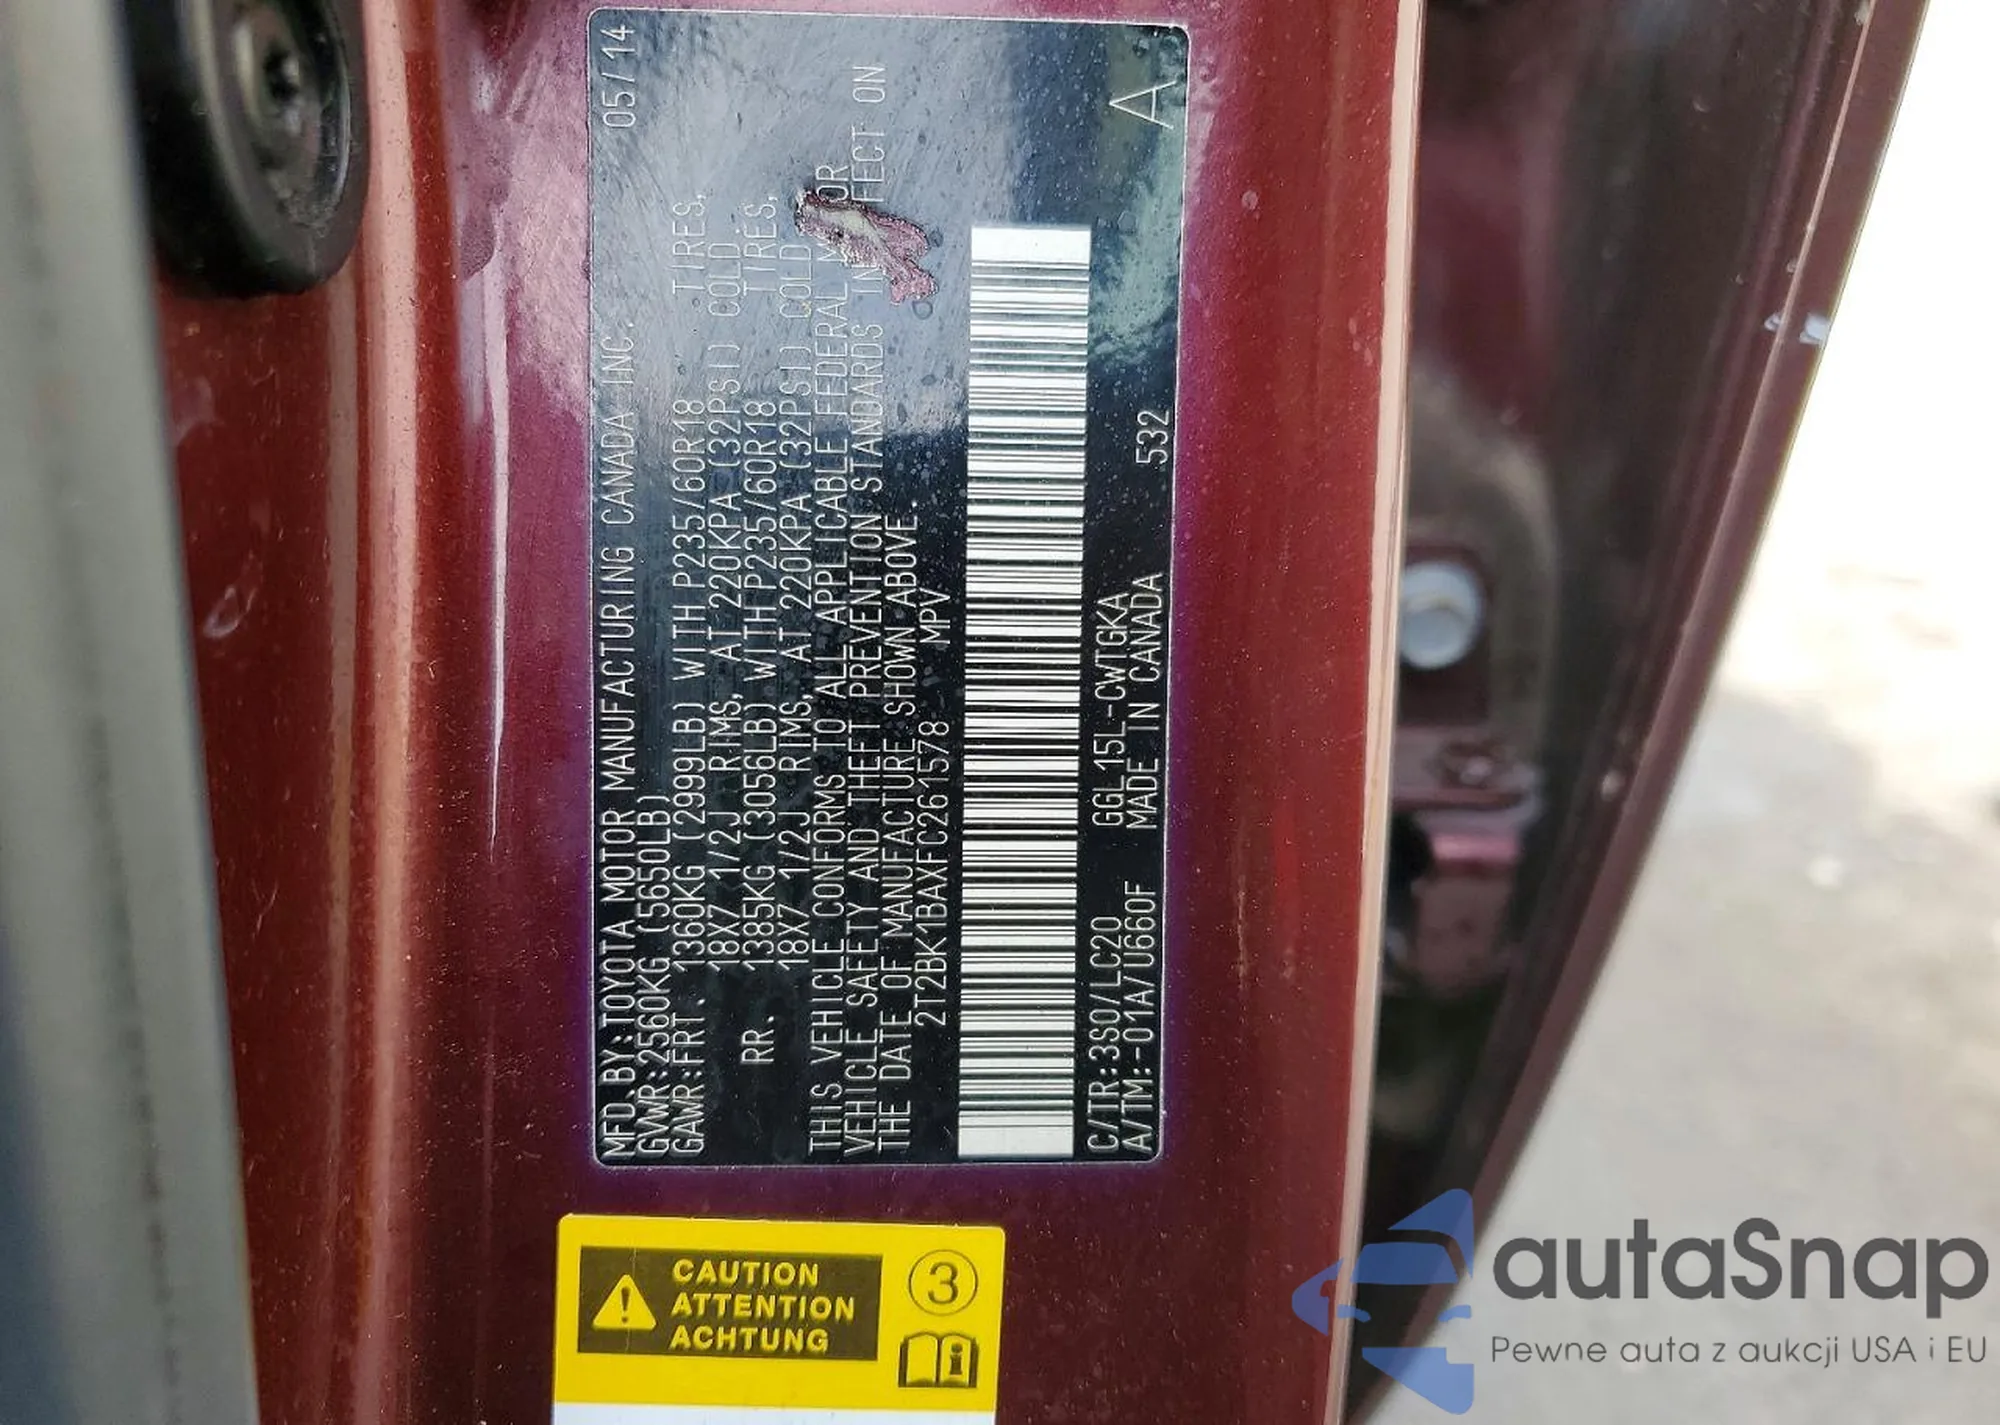 MFD. BY: TOYOTA MOTOR MANUFACTURING CANADA INC. 05/14
GVWR: 2560KG (5650LB)
GAWR: FRT. 1360KG (2999LB) WITH P235/60R18 TIRES,
18X7 1/2J RIMS, AT 220KPA (32PSI) COLD
RR. 1385KG (3056LB) WITH P235/60R18 TIRES,
18X7 1/2J RIMS, AT 220KPA (32PSI) COLD
THIS VEHICLE CONFORMS TO ALL APPLICABLE FEDERAL
VEHICLE SAFETY AND THEFT PREVENTION STANDARDS IN ON
THE DATE OF MANUFACTURE SHOWN ABOVE.
2T2BK1BAXFC261578 MPV
C/TR:3S0/LC20 GGL15L-CWTGKA
A/TM:-01A/U660F MADE IN CANADA 532
A
CAUTION
ATTENTION
ACHTUNG
3
i
autaSnap
Pewne auta z aukcji USA i EU